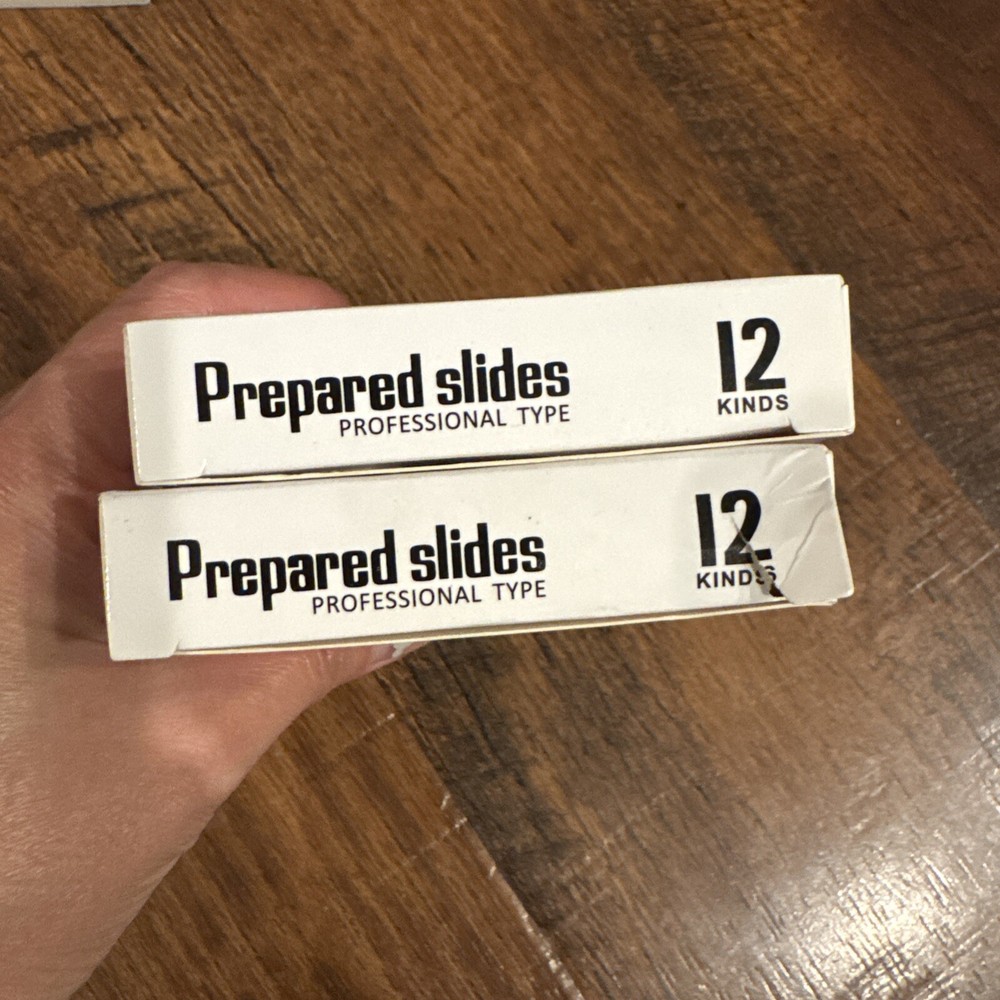 Prepared slides
PROFESSIONAL TYPE
12
KINDS
Prepared slides
PROFESSIONAL TYPE
12
KINDS